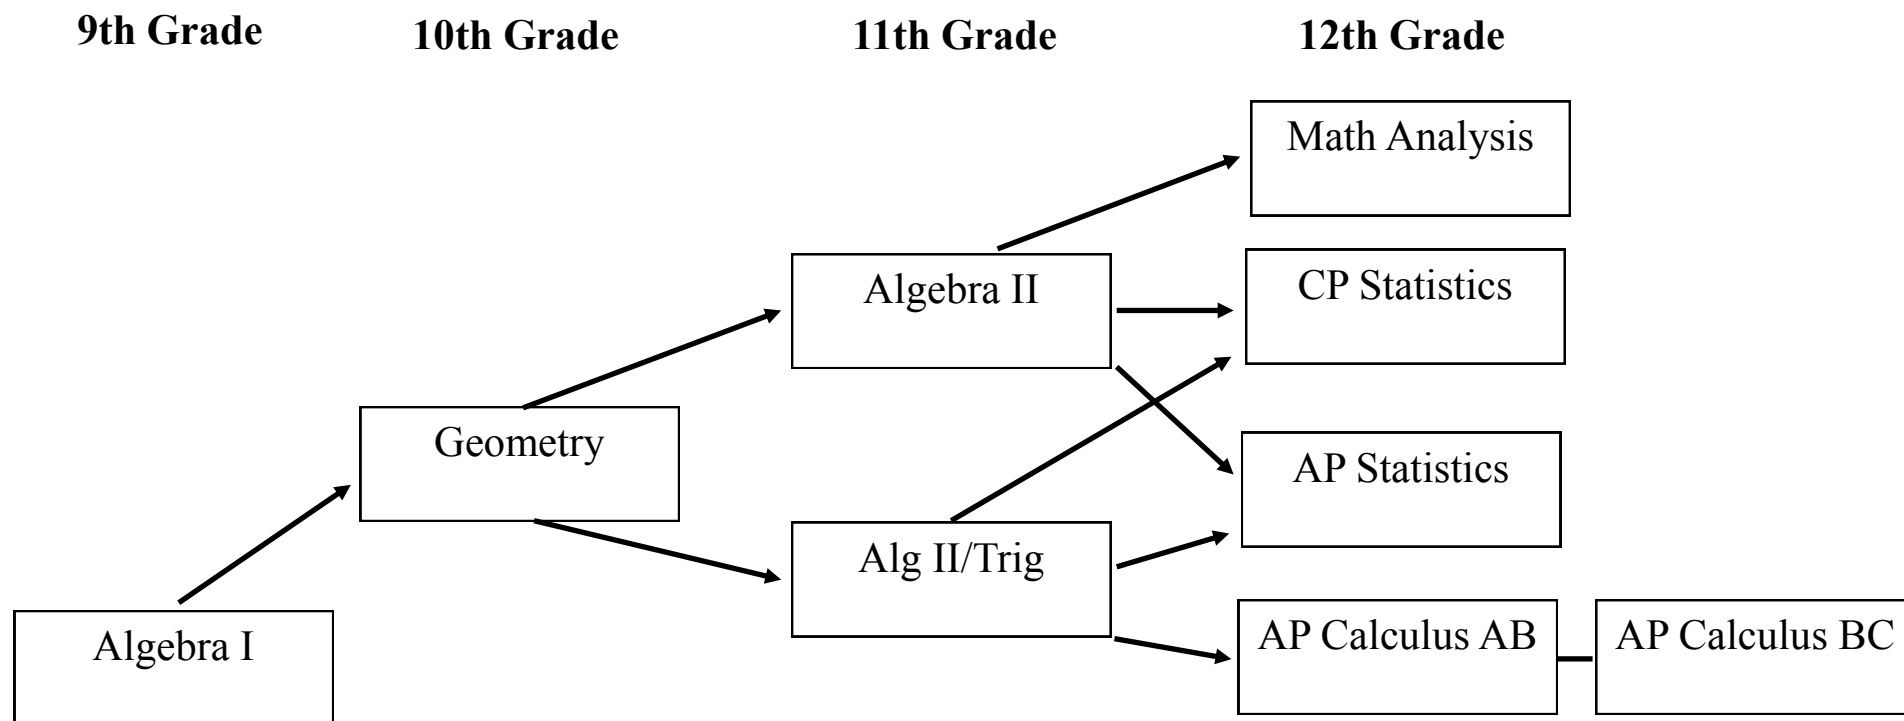 9th Grade
10th Grade
11th Grade
12th Grade
Math Analysis
Algebra II
CP Statistics
Geometry
AP Statistics
Alg II/Trig
Algebra I
AP Calculus AB
AP Calculus BC